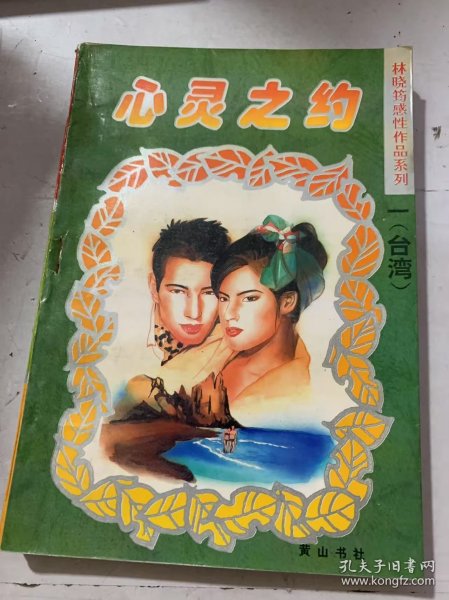 心灵之约
林晓筠感性作品系列
一(台湾)
黄山书社
孔夫子旧书网
www.kongfz.com